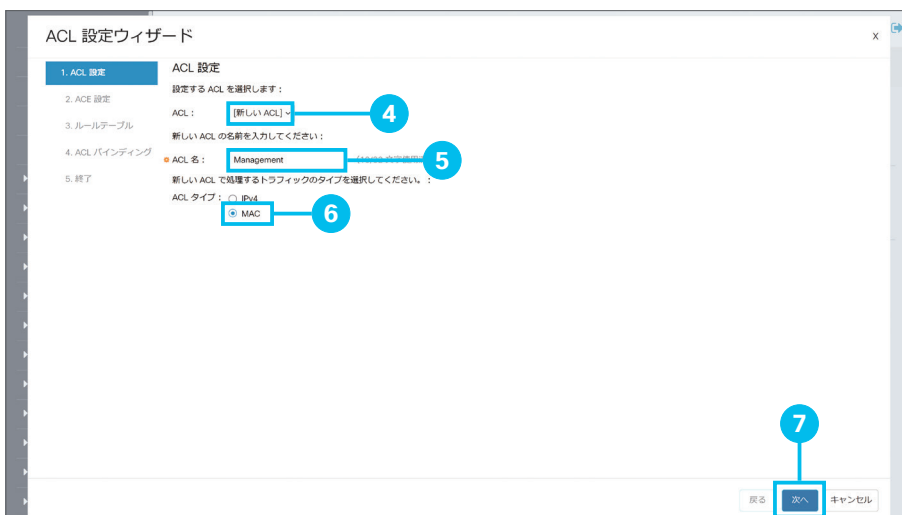 ACL 設定ウィザード
x
1. ACL 設定
2. ACE 設定
3. ルールテーブル
4. ACL バインディング
5. 終了
ACL 設定
設定する ACL を選択します :
ACL : [新しい ACL]
4
新しい ACL の名前を入力してください :
ACL 名 : Management
5
新しい ACL で処理するトラフィックのタイプを選択してください。 :
ACL タイプ : IPv4
MAC
6
7
戻る 次へ キャンセル